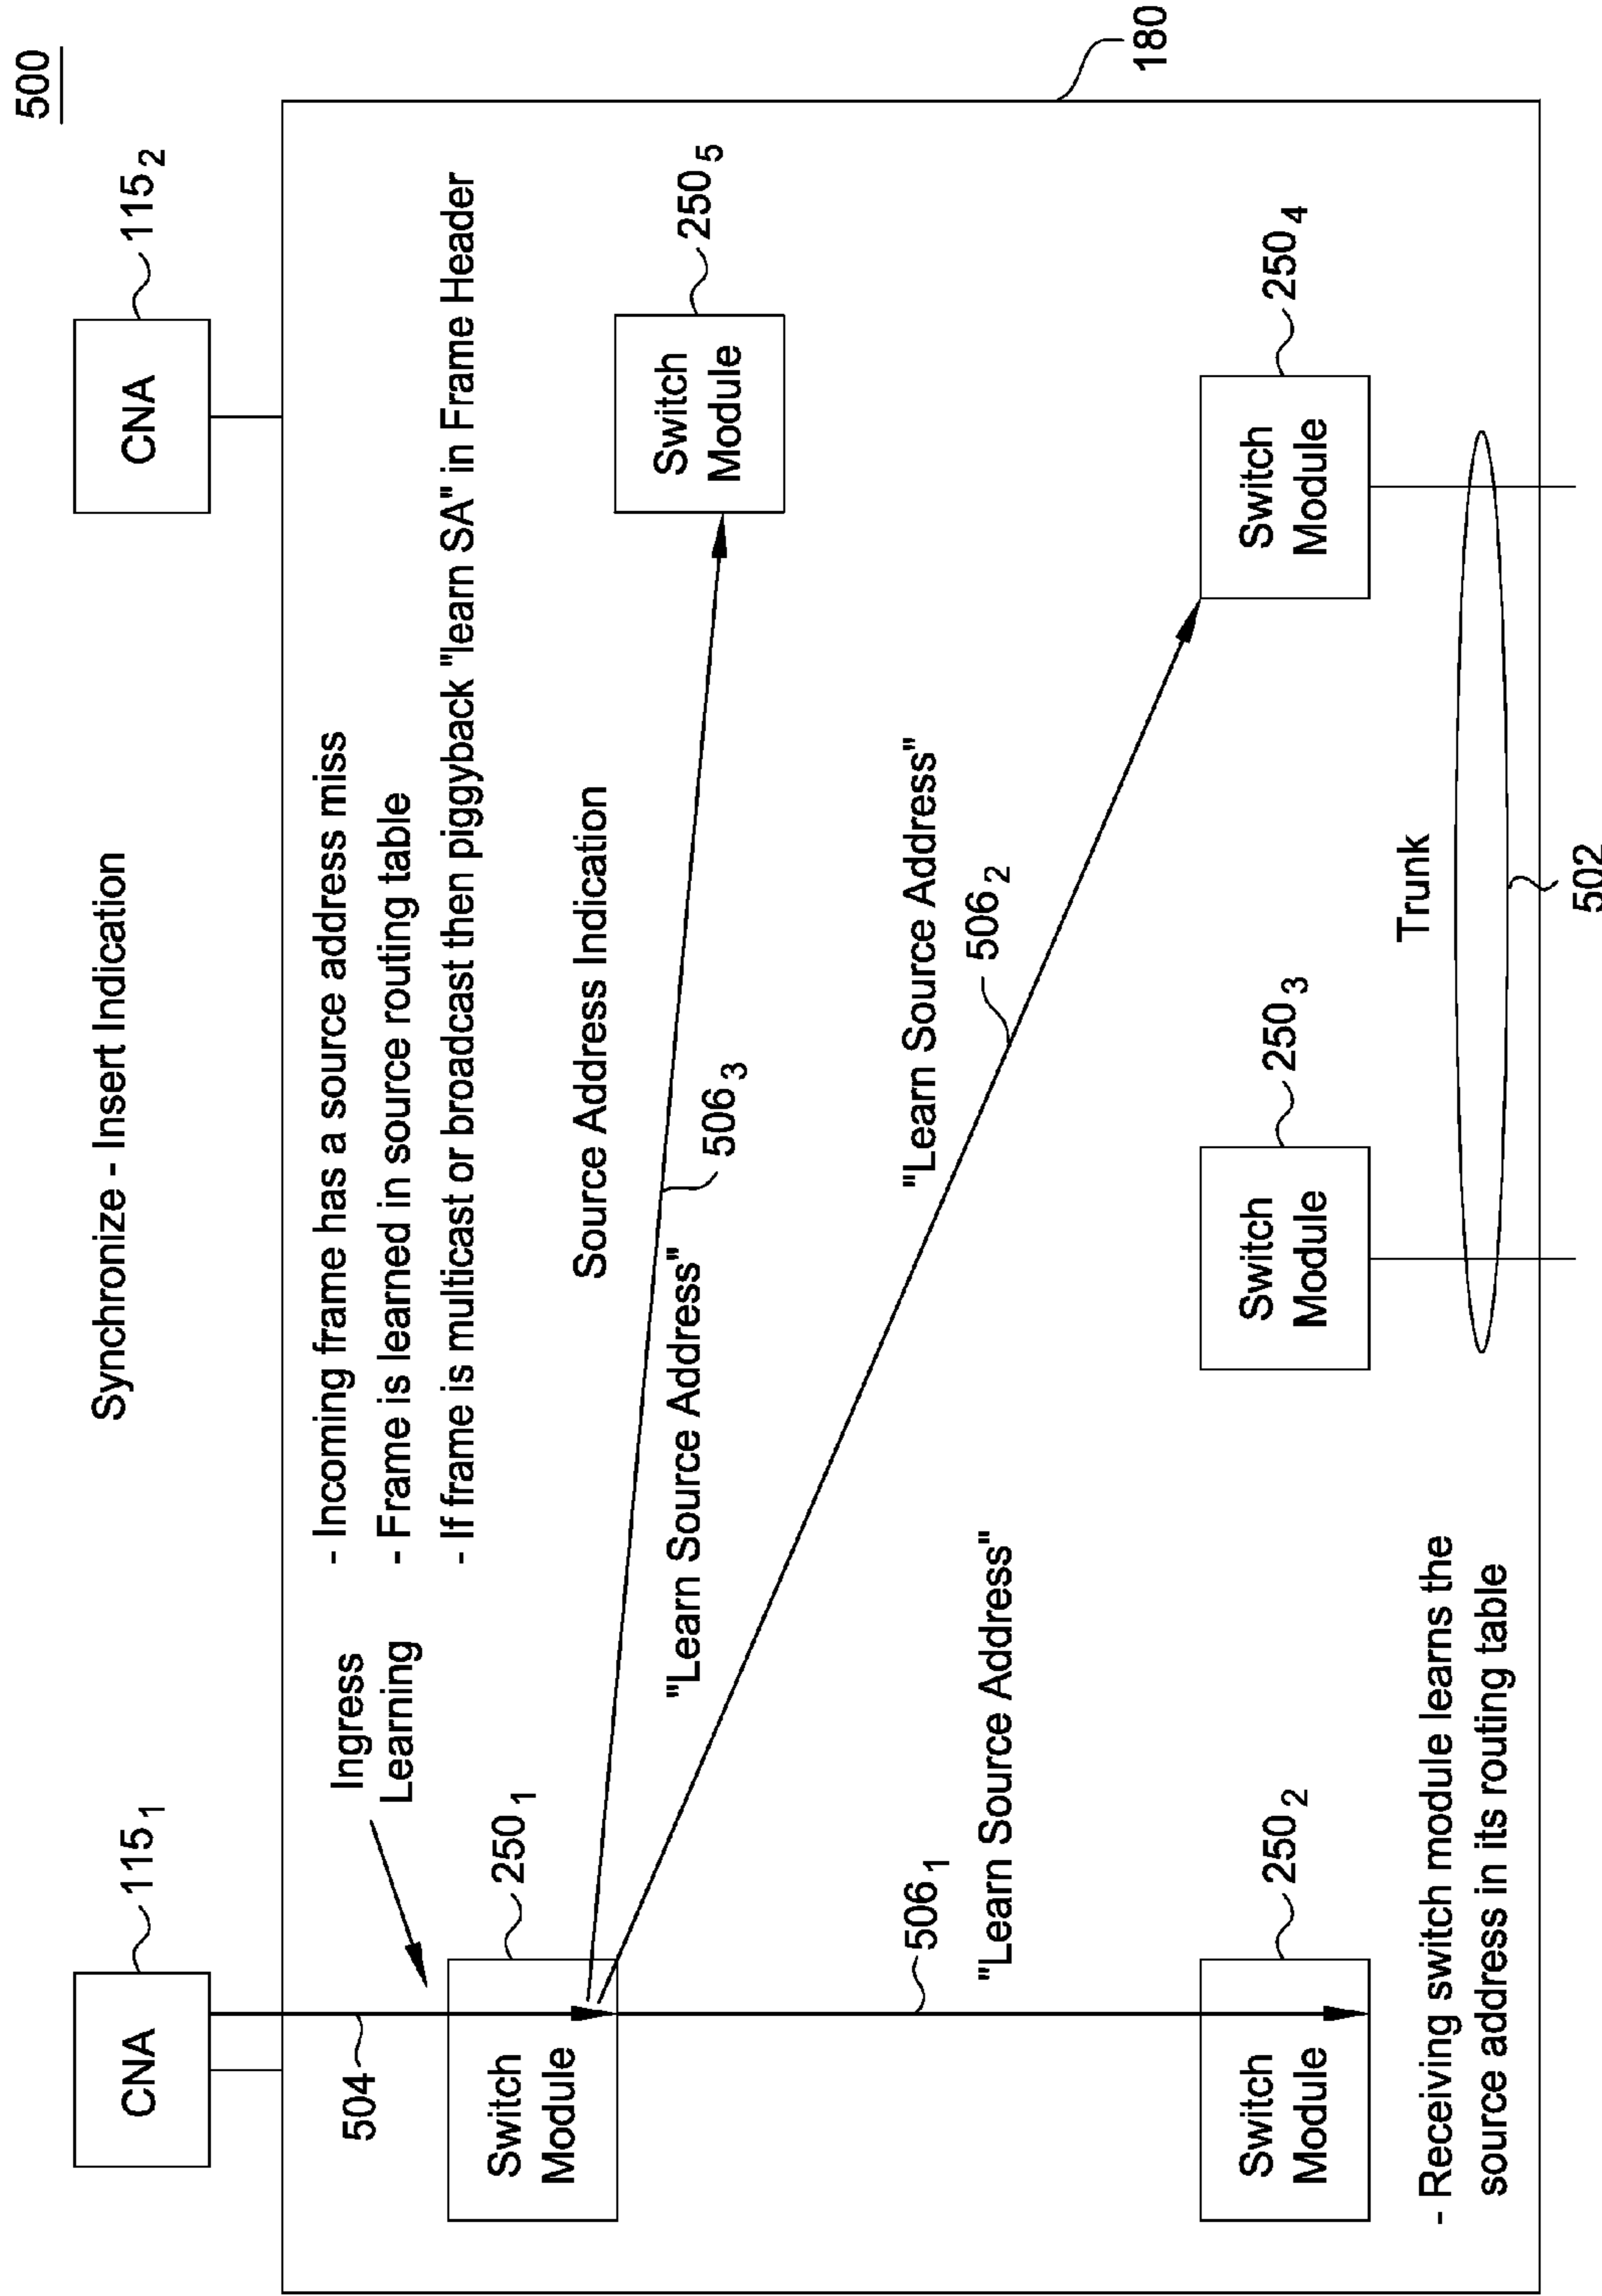 500
Synchronize - Insert Indication
CNA
115₁
CNA
115₂
504
Ingress
Learning
- Incoming frame has a source address miss
- Frame is learned in source routing table
- If frame is multicast or broadcast then piggyback "learn SA" in Frame Header
Switch
Module
250₁
Source Address Indication
Switch
Module
250₅
"Learn Source Address"
506₃
"Learn Source Address"
506₂
506₁
"Learn Source Address"
Switch
Module
250₂
Switch
Module
250₃
Switch
Module
250₄
Trunk
- Receiving switch module learns the
source address in its routing table
502
180